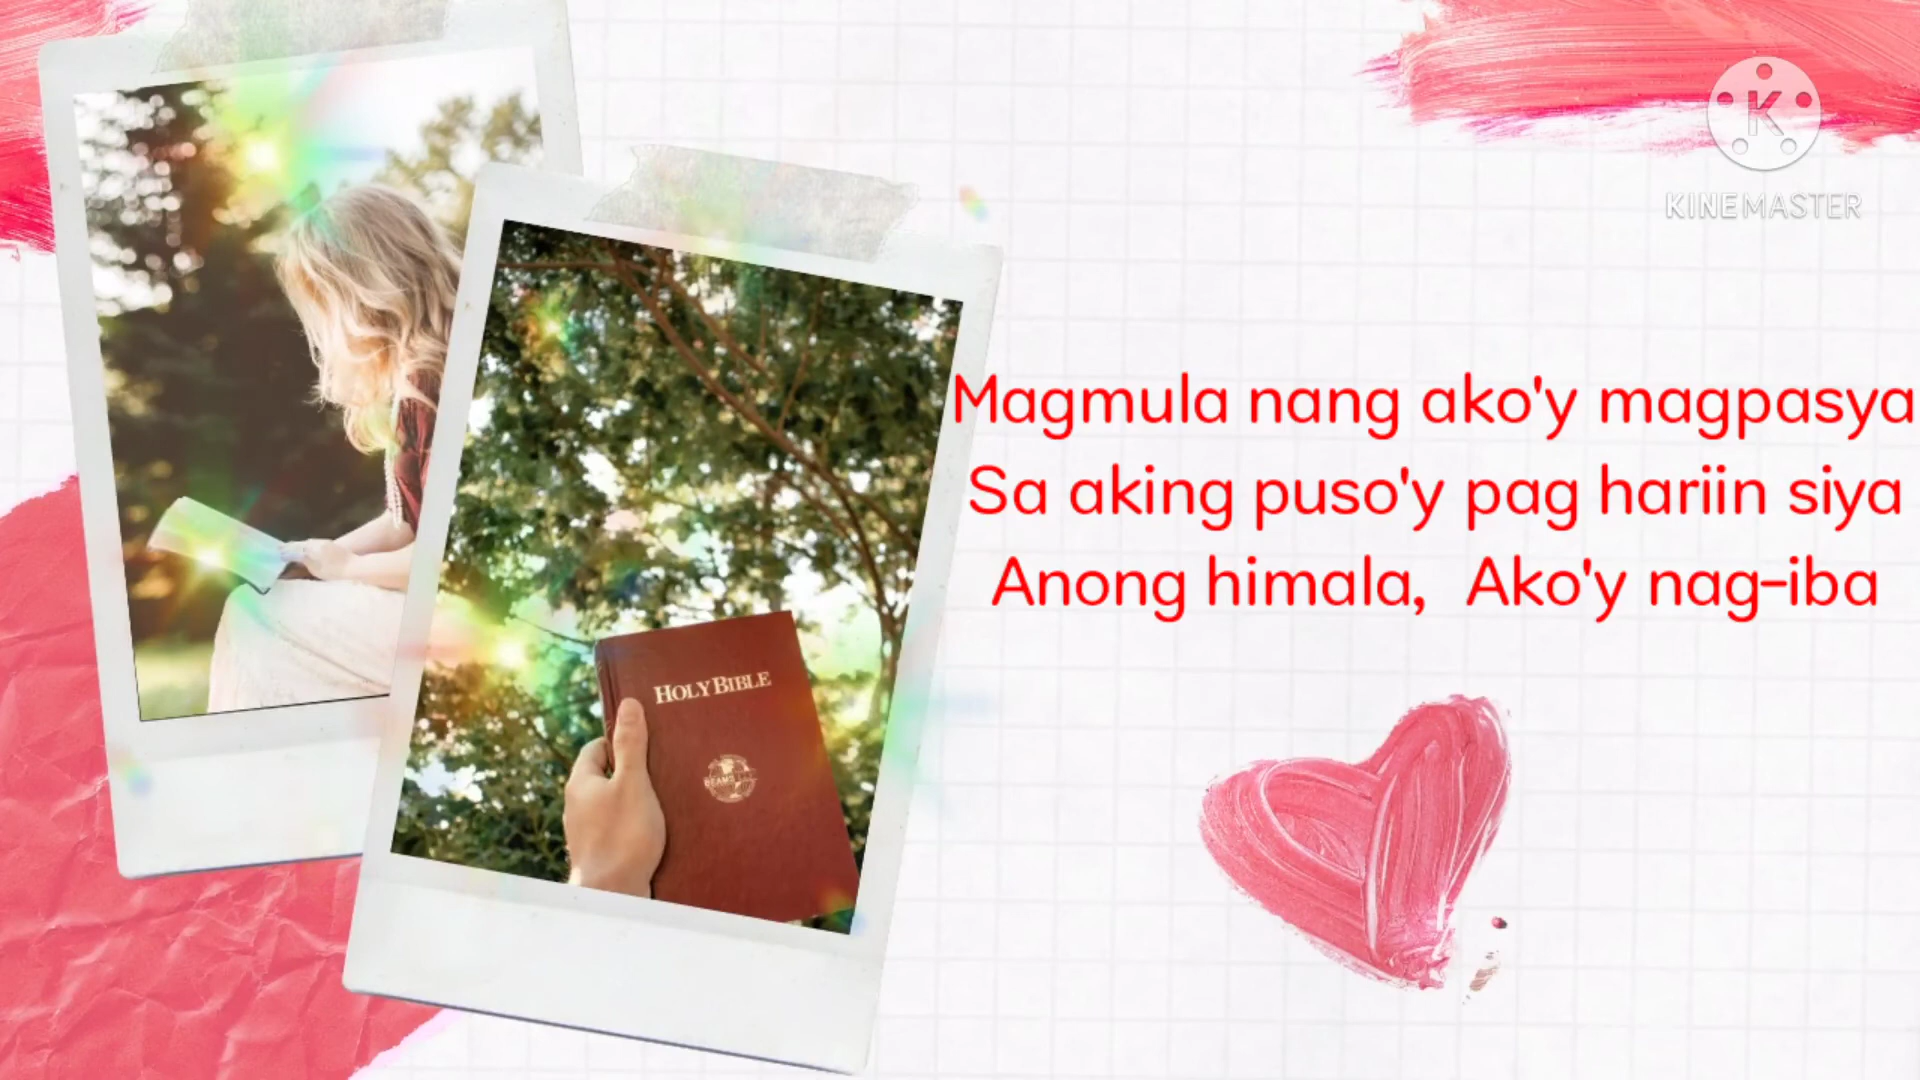 K
KINEMASTER
Magmula nang ako'y magpasya
Sa aking puso'y pag hariin siya
Anong himala,  Ako'y nag-iba
HOLY BIBLE